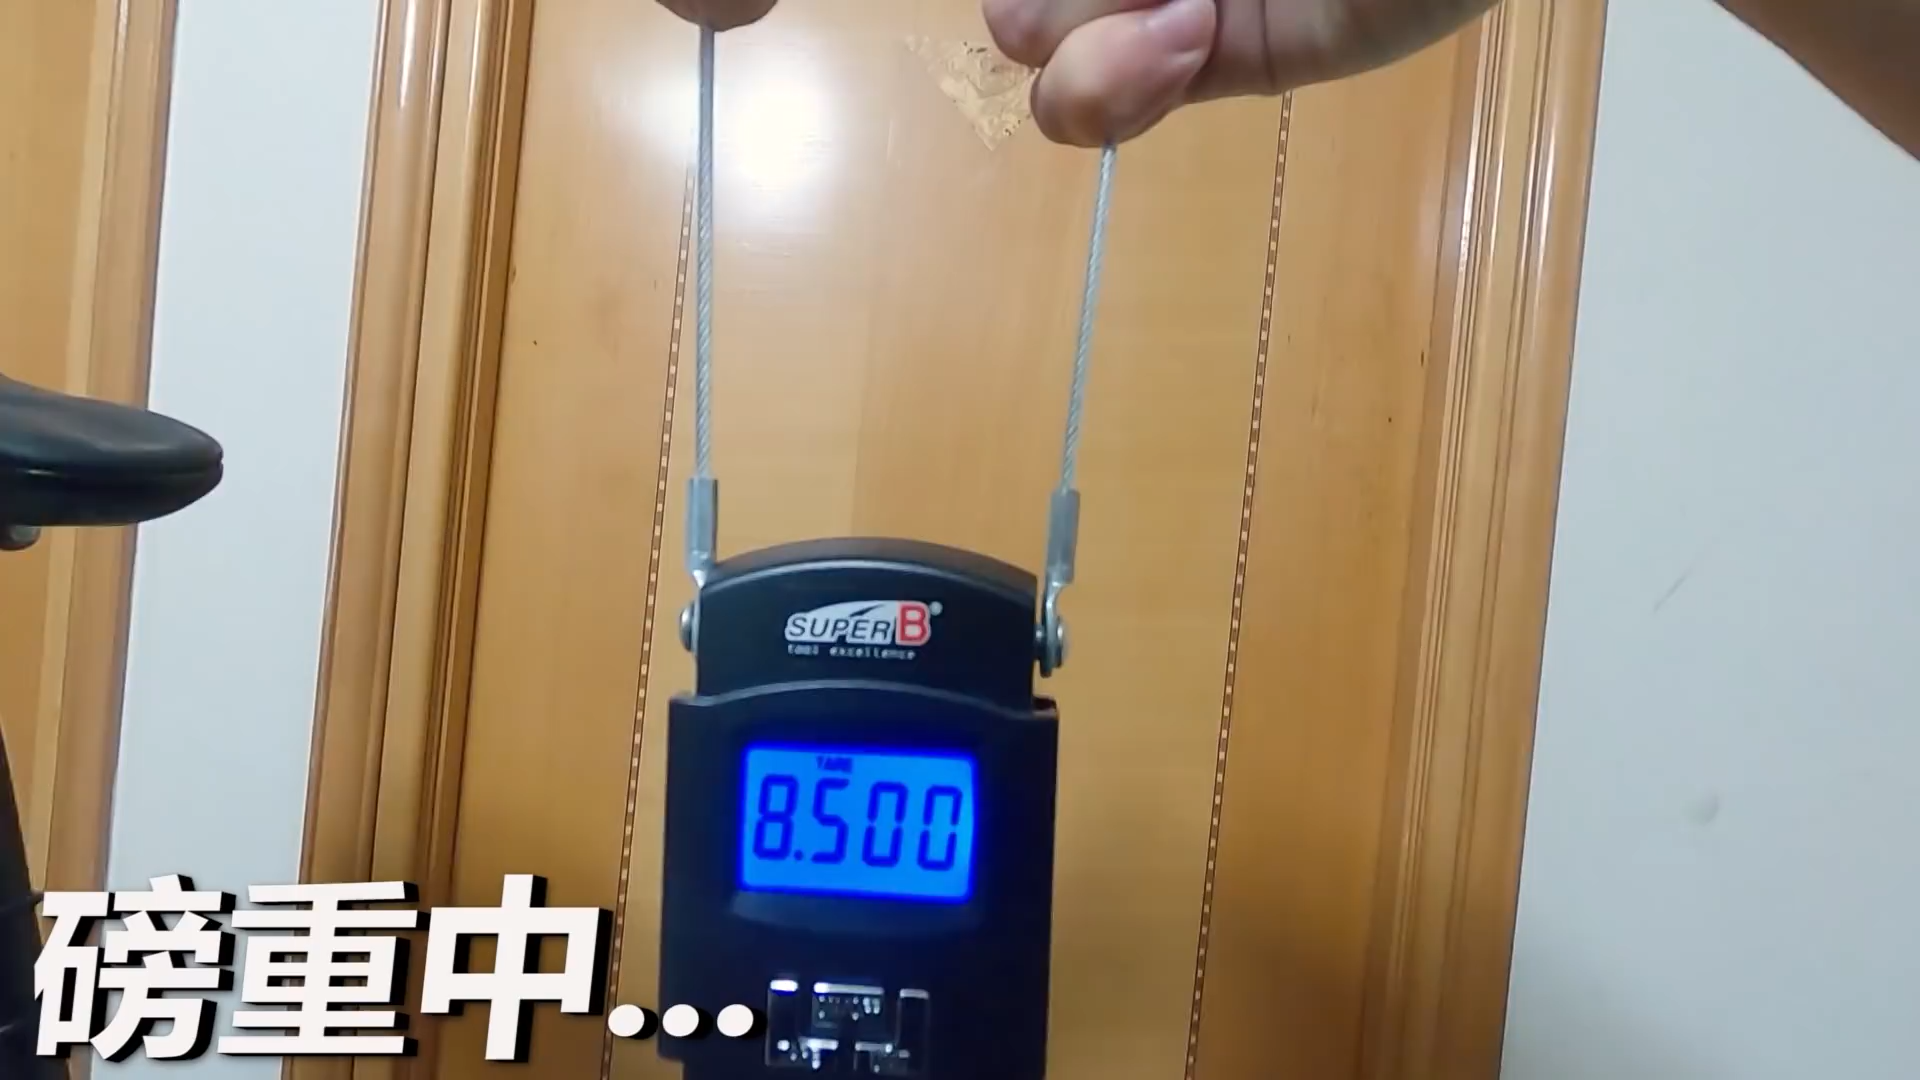 SUPER B®
tool excellence
TARE
8.500
磅重中...